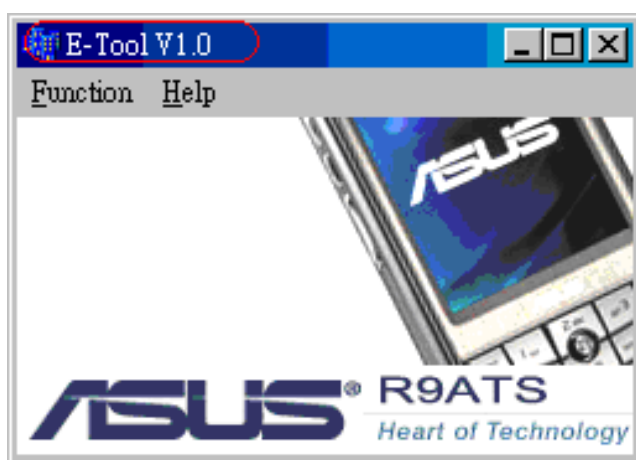 E-Tool V1.0
Function Help
ASUS
ASUS® R9ATS
Heart of Technology